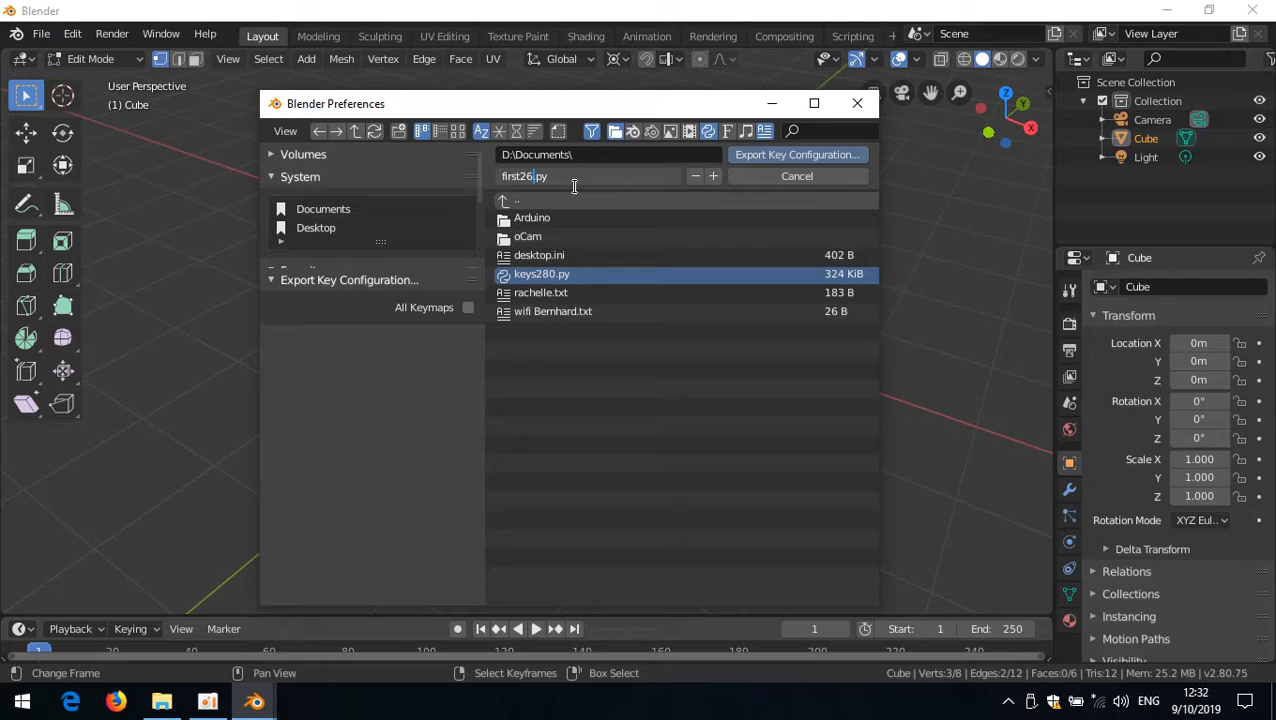 Blender
File Edit Render Window Help Layout Modeling Sculpting UV Editing Texture Paint Shading Animation Rendering Compositing Scripting + Scene View Layer
Edit Mode View Select Add Mesh Vertex Edge Face UV Global
User Perspective
(1) Cube
Blender Preferences
View
Volumes
System
Documents
Desktop
Export Key Configuration...
All Keymaps
D:\Documents\ Export Key Configuration...
first26.py Cancel
..
Arduino
oCam
desktop.ini 402 B
keys280.py 324 KiB
rachelle.txt 183 B
wifi Bernhard.txt 26 B
Z
Y
X
Scene Collection
Collection
Camera
Cube
Light
Cube
Cube
Transform
Location X 0m
Y 0m
Z 0m
Rotation X 0°
Y 0°
Z 0°
Scale X 1.000
Y 1.000
Z 1.000
Rotation Mode XYZ Eul..
Delta Transform
Relations
Collections
Instancing
Motion Paths
Playback Keying View Marker 1 Start: 1 End: 250
1
Change Frame Pan View Select Keyframes Box Select Cube | Verts:3/8 | Edges:2/12 | Faces:0/6 | Tris:12 | Mem: 25.2 MB | v2.80.75
ENG
12:32
9/10/2019